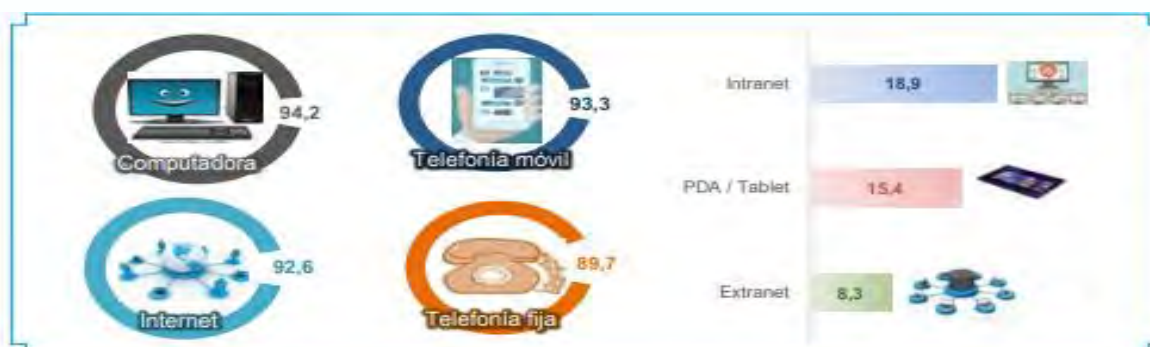 94,2
Computadora
93,3
Telefonía móvil
92,6
Internet
89,7
Telefonía fija
Intranet
18,9
PDA / Tablet
15,4
Extranet
8,3